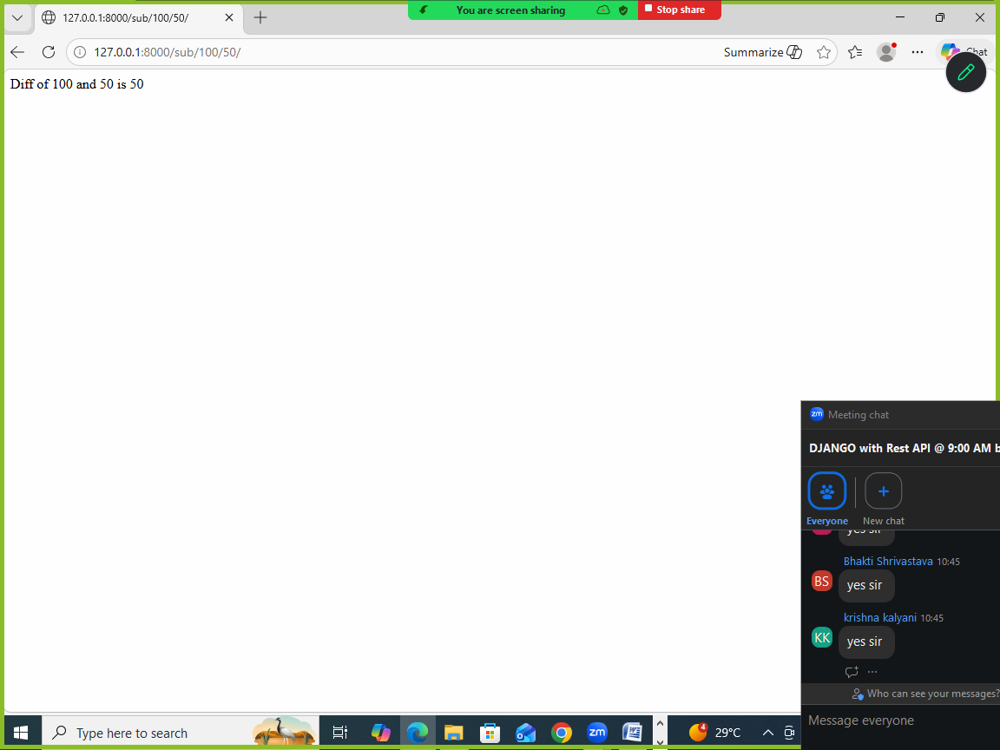 127.0.0.1:8000/sub/100/50/
You are screen sharing
Stop share
127.0.0.1:8000/sub/100/50/
Summarize
Chat
Diff of 100 and 50 is 50
zm Meeting chat
DJANGO with Rest API @ 9:00 AM b
Everyone
New chat
yes sir
Bhakti Shrivastava 10:45
BS
yes sir
krishna kalyani 10:45
KK
yes sir
Who can see your messages?
Message everyone
Type here to search
zm
4
29°C